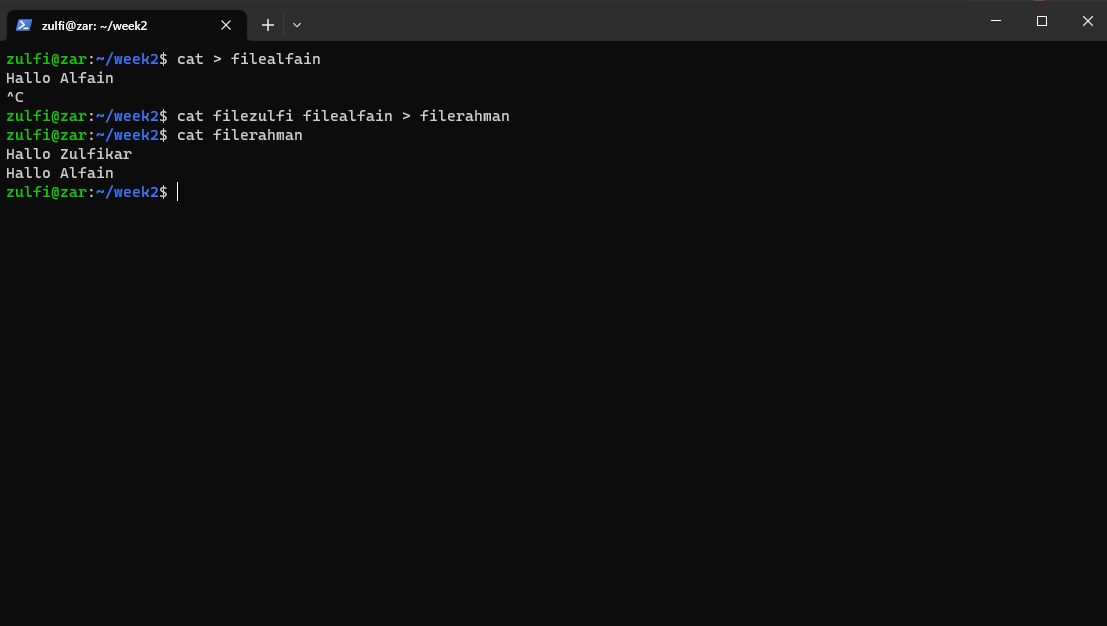 zulfi@zar: ~/week2
zulfi@zar:~/week2$ cat > filealfain
Hallo Alfain
^C
zulfi@zar:~/week2$ cat filezulfi filealfain > filerahman
zulfi@zar:~/week2$ cat filerahman
Hallo Zulfikar
Hallo Alfain
zulfi@zar:~/week2$